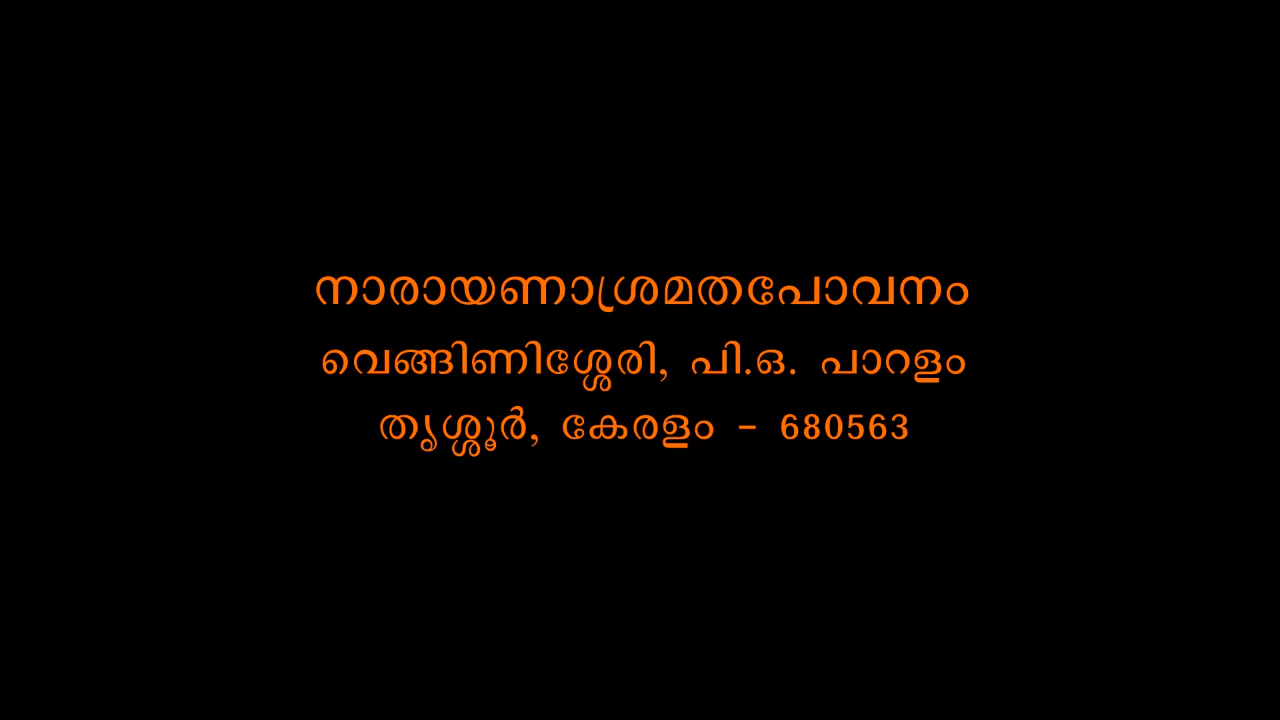 നാരായണാശ്രമതപോവനം
വെങ്ങിണിശ്ശേരി, പി.ഒ. പാറളം
തൃശ്ശൂർ, കേരളം - 680563